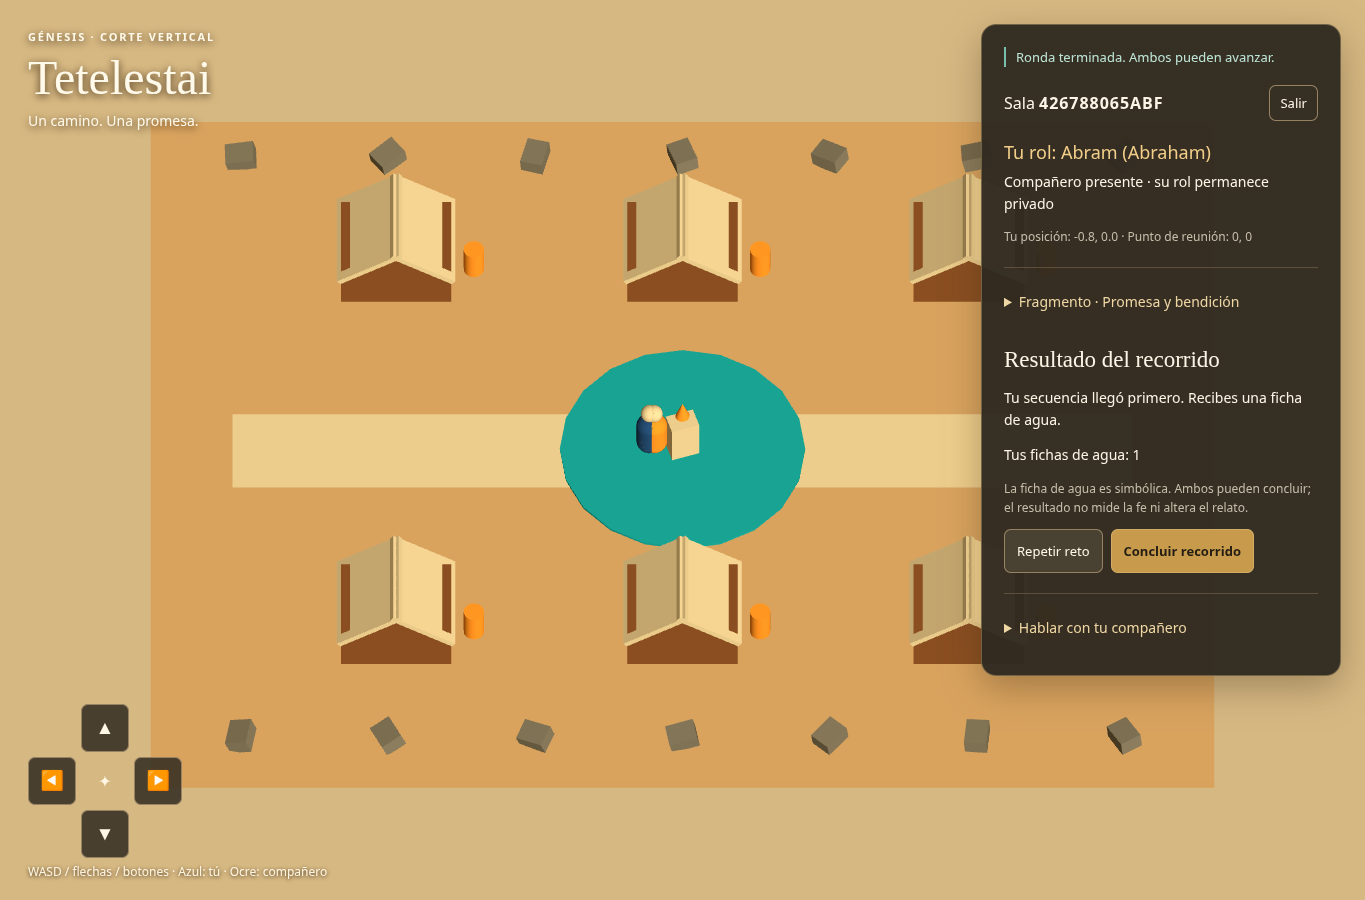 GÉNESIS · CORTE VERTICAL
Tetelestai
Un camino. Una promesa.
Ronda terminada. Ambos pueden avanzar.
Sala 426788065ABF
Salir
Tu rol: Abram (Abraham)
Compañero presente · su rol permanece
privado
Tu posición: -0.8, 0.0 · Punto de reunión: 0, 0
▶ Fragmento · Promesa y bendición
Resultado del recorrido
Tu secuencia llegó primero. Recibes una ficha
de agua.
Tus fichas de agua: 1
La ficha de agua es simbólica. Ambos pueden concluir;
el resultado no mide la fe ni altera el relato.
Repetir reto
Concluir recorrido
▶ Hablar con tu compañero
WASD / flechas / botones · Azul: tú · Ocre: compañero